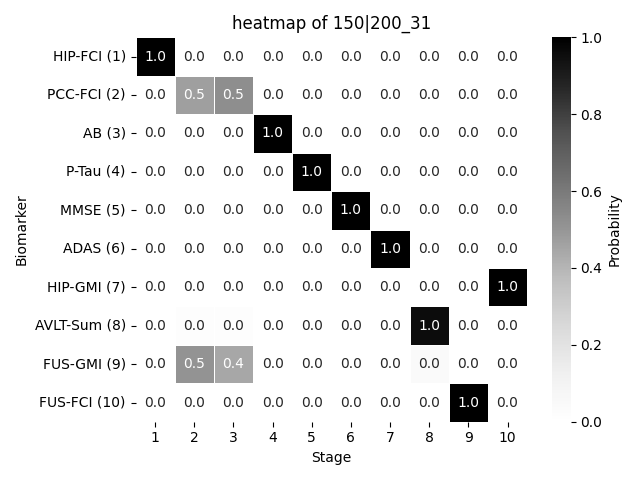 heatmap of 150|200_31
HIP-FCI (1) 1.0 0.0 0.0 0.0 0.0 0.0 0.0 0.0 0.0 0.0
PCC-FCI (2) 0.0 0.5 0.5 0.0 0.0 0.0 0.0 0.0 0.0 0.0
AB (3) 0.0 0.0 0.0 1.0 0.0 0.0 0.0 0.0 0.0 0.0
P-Tau (4) 0.0 0.0 0.0 0.0 1.0 0.0 0.0 0.0 0.0 0.0
MMSE (5) 0.0 0.0 0.0 0.0 0.0 1.0 0.0 0.0 0.0 0.0
ADAS (6) 0.0 0.0 0.0 0.0 0.0 0.0 1.0 0.0 0.0 0.0
HIP-GMI (7) 0.0 0.0 0.0 0.0 0.0 0.0 0.0 0.0 0.0 1.0
AVLT-Sum (8) 0.0 0.0 0.0 0.0 0.0 0.0 0.0 1.0 0.0 0.0
FUS-GMI (9) 0.0 0.5 0.4 0.0 0.0 0.0 0.0 0.0 0.0 0.0
FUS-FCI (10) 0.0 0.0 0.0 0.0 0.0 0.0 0.0 0.0 1.0 0.0
1 2 3 4 5 6 7 8 9 10
Stage
Biomarker
1.0
0.8
0.6
0.4
0.2
0.0
Probability